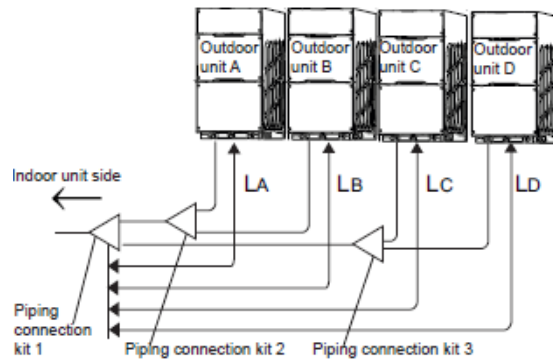 Outdoor
unit A
Outdoor
unit B
Outdoor
unit C
Outdoor
unit D
Indoor unit side
LA
LB
LC
LD
Piping
connection
kit 1
Piping connection kit 2
Piping connection kit 3